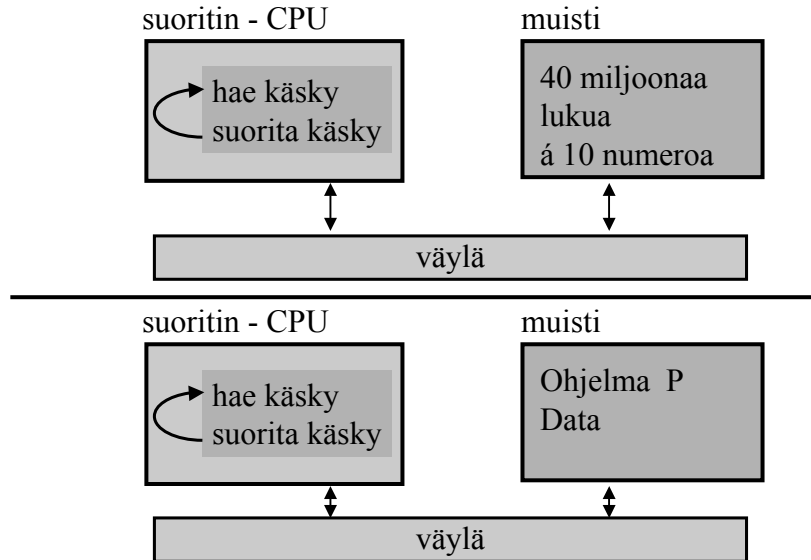 suoritin - CPU
muisti
hae käsky
suorita käsky
40 miljoonaa
lukua
á 10 numeroa
väylä
suoritin - CPU
muisti
hae käsky
suorita käsky
Ohjelma P
Data
väylä